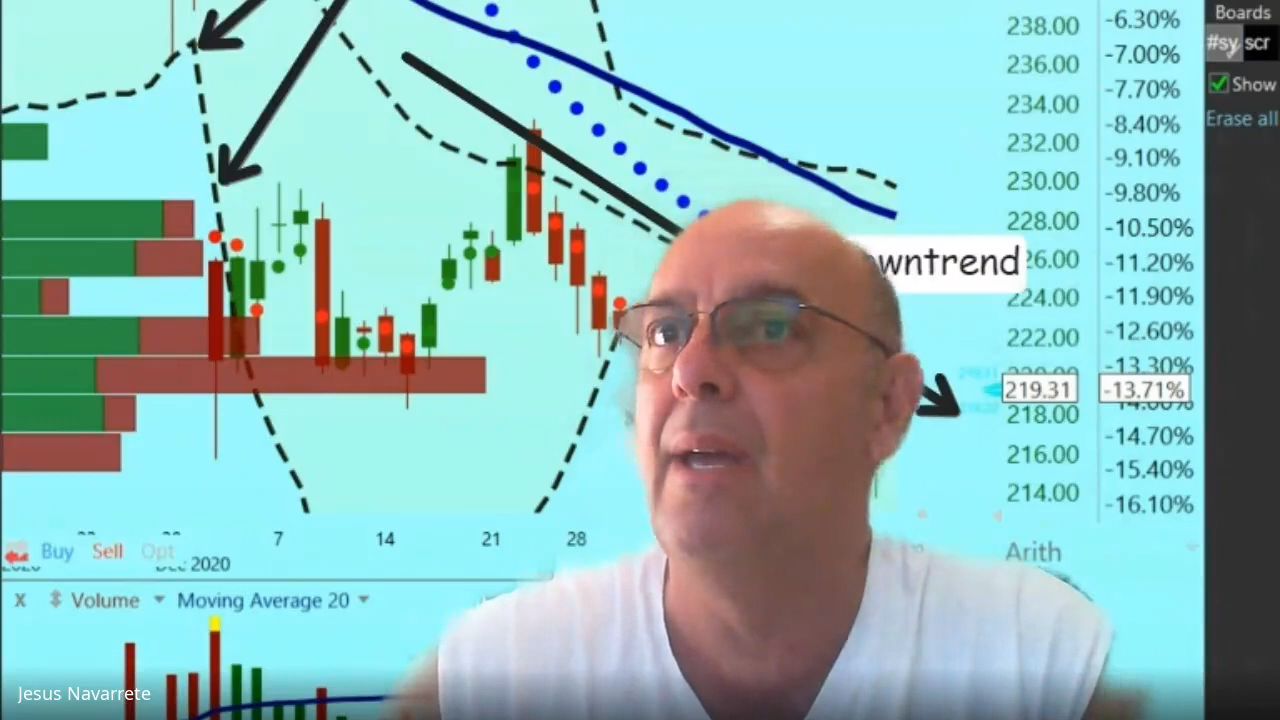 Boards
#sy scr
Show
Erase all
238.00 -6.30%
236.00 -7.00%
234.00 -7.70%
232.00 -8.40%
230.00 -9.10%
228.00 -9.80%
-10.50%
26.00 -11.20%
224.00 -11.90%
222.00 -12.60%
-13.30%
219.31 -13.71%
218.00
216.00 -14.70%
214.00 -15.40%
-16.10%
wntrend
7 14 21 28
Buy Sell Opt
Dec 2020
Arith
X Volume Moving Average 20
Jesus Navarrete